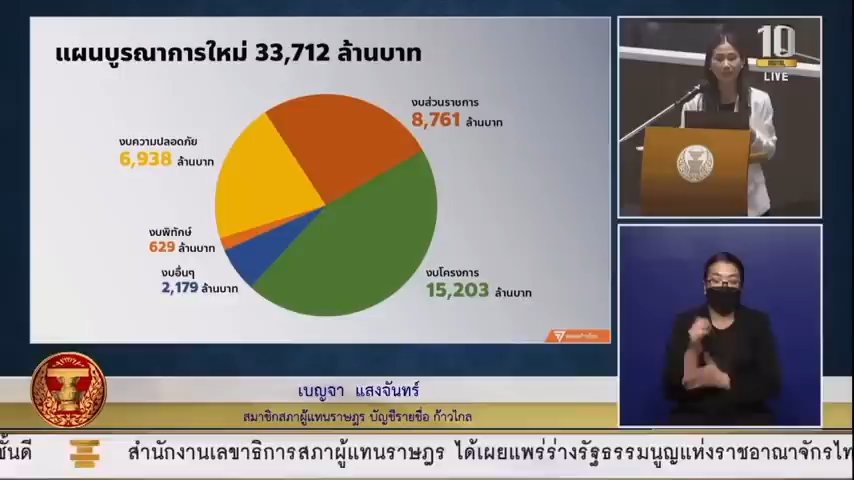 แผนบูรณาการใหม่ 33,712 ล้านบาท
งบส่วนราชการ
8,761 ล้านบาท
งบความปลอดภัย
6,938 ล้านบาท
งบพิทักษ์
629 ล้านบาท
งบอื่นๆ
2,179 ล้านบาท
งบโครงการ
15,203 ล้านบาท
10
LIVE
เบญจา แสงจันทร์
สมาชิกสภาผู้แทนราษฎร บัญชีรายชื่อ ก้าวไกล
ชั้นดี สำนักงานเลขาธิการสภาผู้แทนราษฎร ได้เผยแพร่ร่างรัฐธรรมนูญแห่งราชอาณาจักรไท